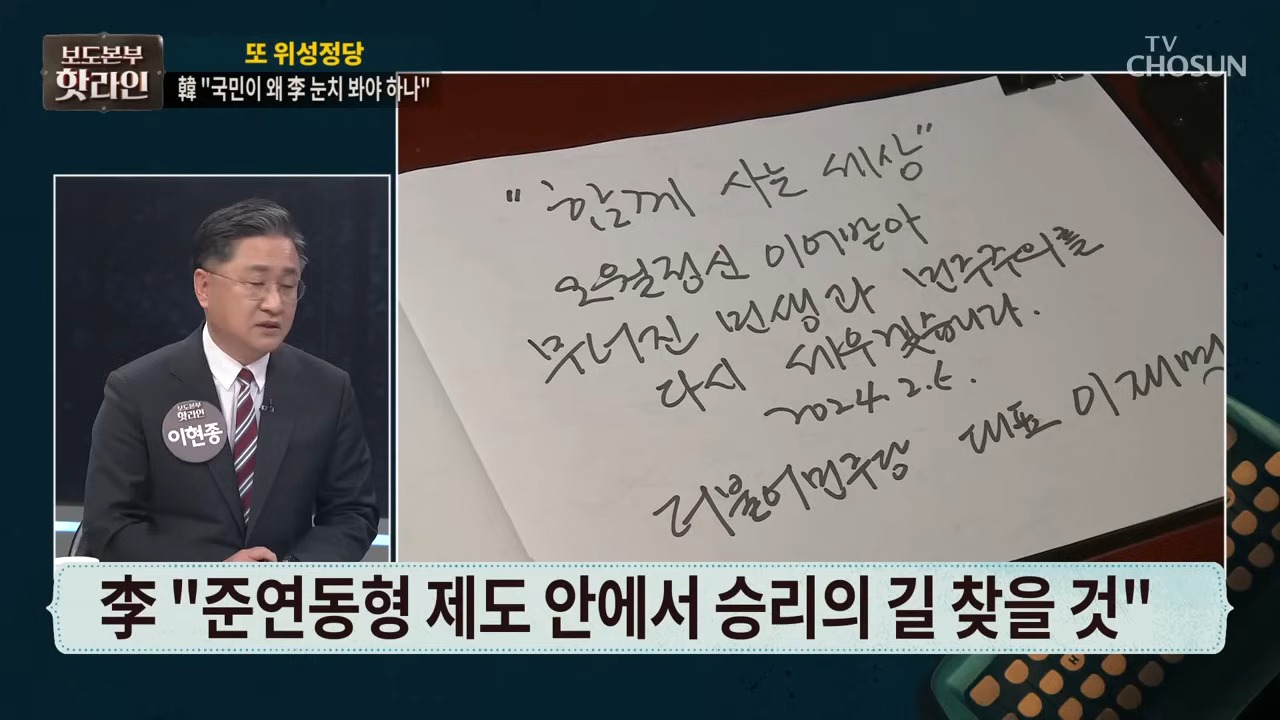 보도본부
핫라인
또 위성정당
韓 "국민이 왜 李 눈치 봐야 하나"
TV
CHOSUN
"함께 사는 세상"
오월정신 이어받아
무너진 민생과 민주주의를
다시 세우겠습니다.
2024. 2. 5.
더불어민주당 대표 이재명
보도본부
핫라인
이현종
李 "준연동형 제도 안에서 승리의 길 찾을 것"